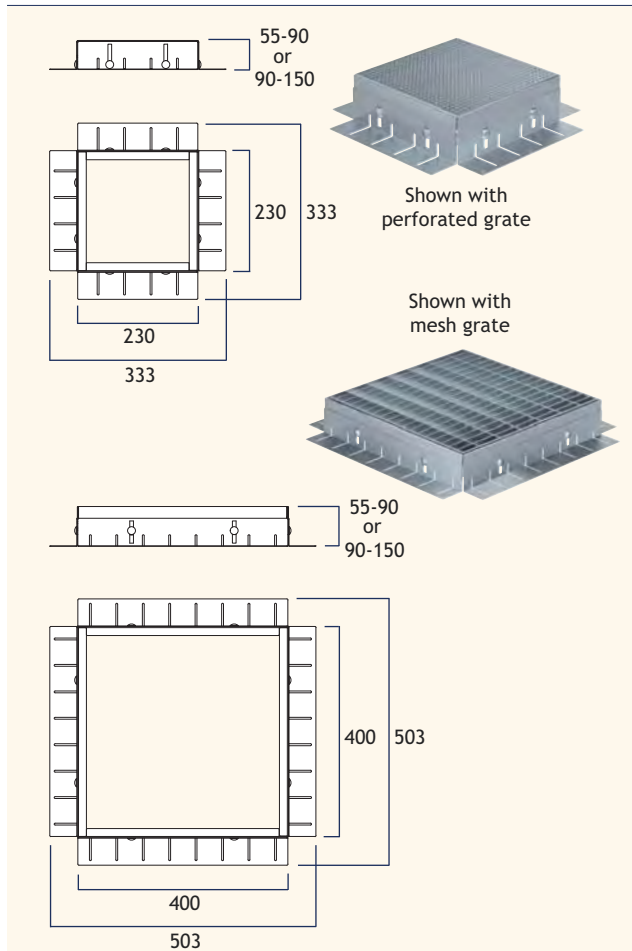 55-90
or
90-150
230
333
230
333
Shown with
perforated grate
Shown with
mesh grate
55-90
or
90-150
400
503
400
503